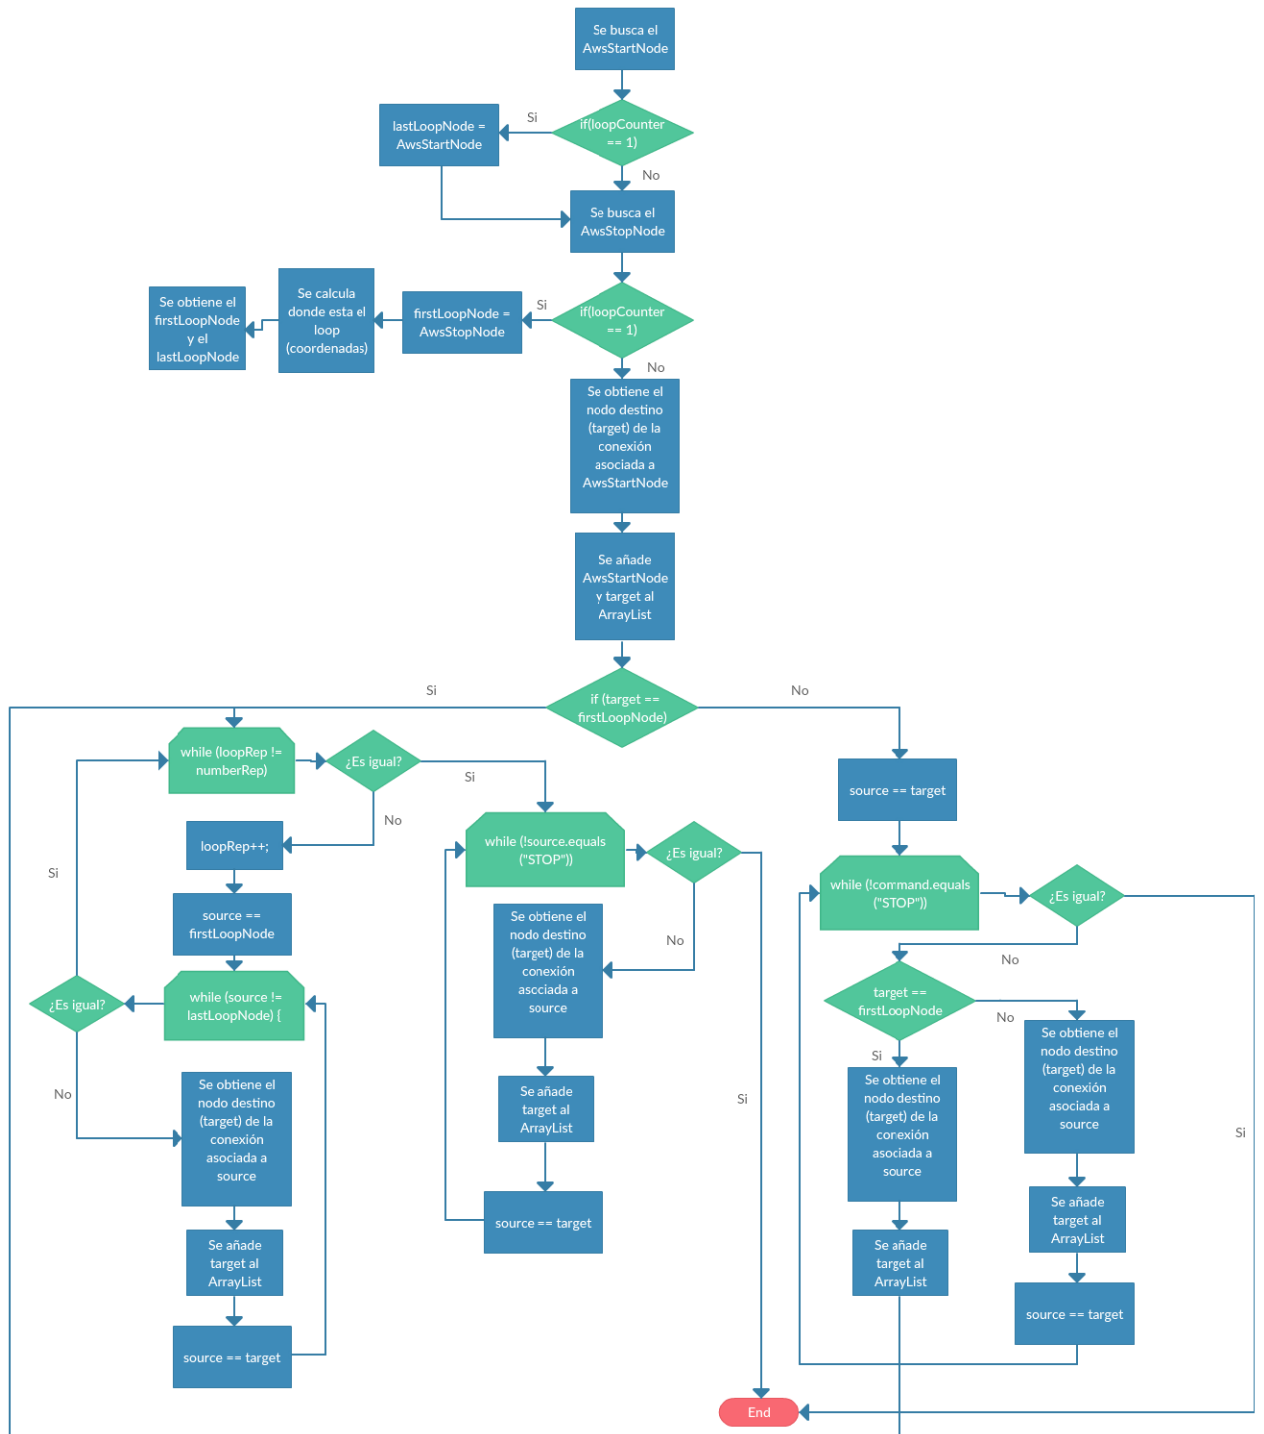 Se busca el
AwsStartNode
if(loopCounter
== 1)
Si
lastLoopNode =
AwsStartNode
No
Se busca el
AwsStopNode
if(loopCounter
== 1)
Si
firstLoopNode =
AwsStopNode
Se calcula
donde esta el
loop
(coordenadas)
Se obtiene el
firstLoopNode
y el
lastLoopNode
No
Se obtiene el
nodo destino
(target) de la
conexión
asociada a
AwsStartNode
Se añade
AwsStartNode
y target al
ArrayList
if (target ==
firstLoopNode)
Si
No
while (loopRep !=
numberRep)
¿Es igual?
Si
No
loopRep++;
source ==
firstLoopNode
while (source !=
lastLoopNode) {
¿Es igual?
Si
No
Se obtiene el
nodo destino
(target) de la
conexión
asociada a
source
Se añade
target al
ArrayList
source == target
while (!source.equals
("STOP"))
¿Es igual?
No
Si
Se obtiene el
nodo destino
(target) de la
conexión
asociada a
source
Se añade
target al
ArrayList
source == target
source == target
while (!command.equals
("STOP"))
¿Es igual?
No
Si
target ==
firstLoopNode
Si
No
Se obtiene el
nodo destino
(target) de la
conexión
asociada a
source
Se añade
target al
ArrayList
Se obtiene el
nodo destino
(target) de la
conexión
asociada a
source
Se añade
target al
ArrayList
source == target
End